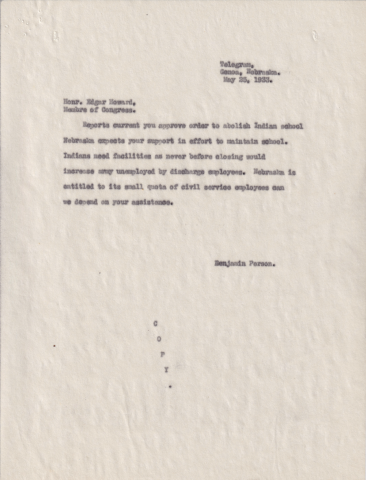 Telegram,
Genoa, Nebraska.
May 25, 1933.
Honr. Edgar Howard,
Membre of Congress.
Reports current you approve order to abolish Indian school
Nebraska expects your support in effort to maintain school.
Indians need facilities as never before closing would
increase army unemployed by discharge employees. Nebraska is
entitled to its small quota of civil service employees can
we depend on your assistance.
Benjamin
C
O
P
Y
.